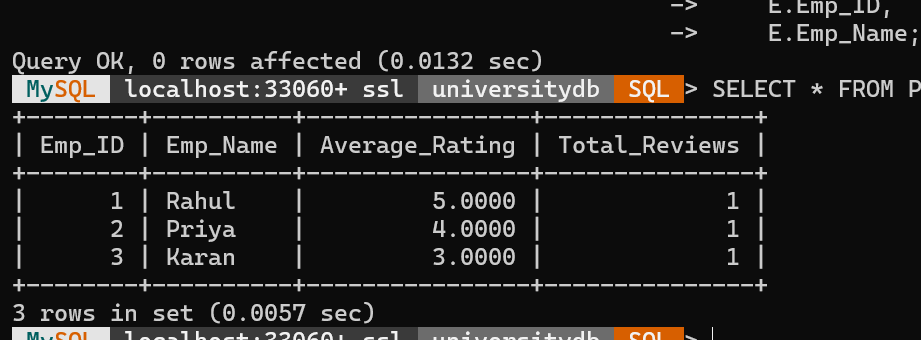 -> E.Emp_ID,
-> E.Emp_Name;
Query OK, 0 rows affected (0.0132 sec)
MySQL localhost:33060+ ssl universitydb SQL > SELECT * FROM P
+--------+----------+----------------+---------------+
| Emp_ID | Emp_Name | Average_Rating | Total_Reviews |
+--------+----------+----------------+---------------+
| 1 | Rahul | 5.0000 | 1 |
| 2 | Priya | 4.0000 | 1 |
| 3 | Karan | 3.0000 | 1 |
+--------+----------+----------------+---------------+
3 rows in set (0.0057 sec)
MySQL localhost:33060+ ssl universitydb SQL >